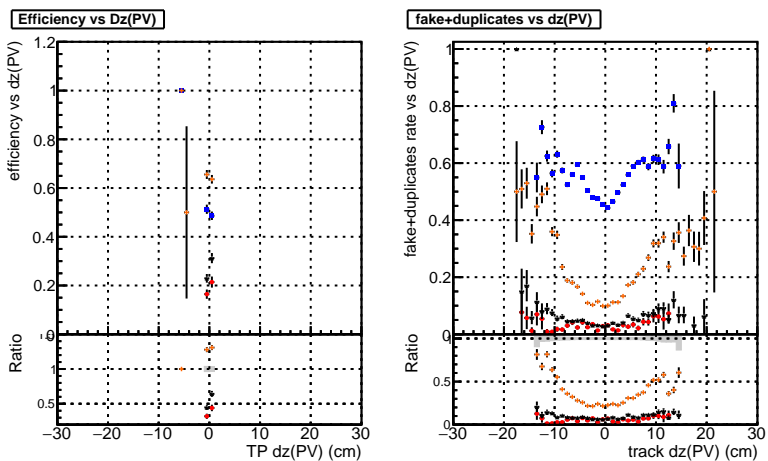 Efficiency vs Dz(PV)
efficiency vs dz(PV)
1.2
1
0.8
0.6
0.4
0.2
0
Ratio
1
0.5
−30 −20 −10 0 10 20 30
TP dz(PV) (cm)
fake+duplicates vs dz(PV)
fake+duplicates rate vs dz(PV)
1
0.8
0.6
0.4
0.2
0
Ratio
1
0.5
0
−30 −20 −10 0 10 20 30
track dz(PV) (cm)